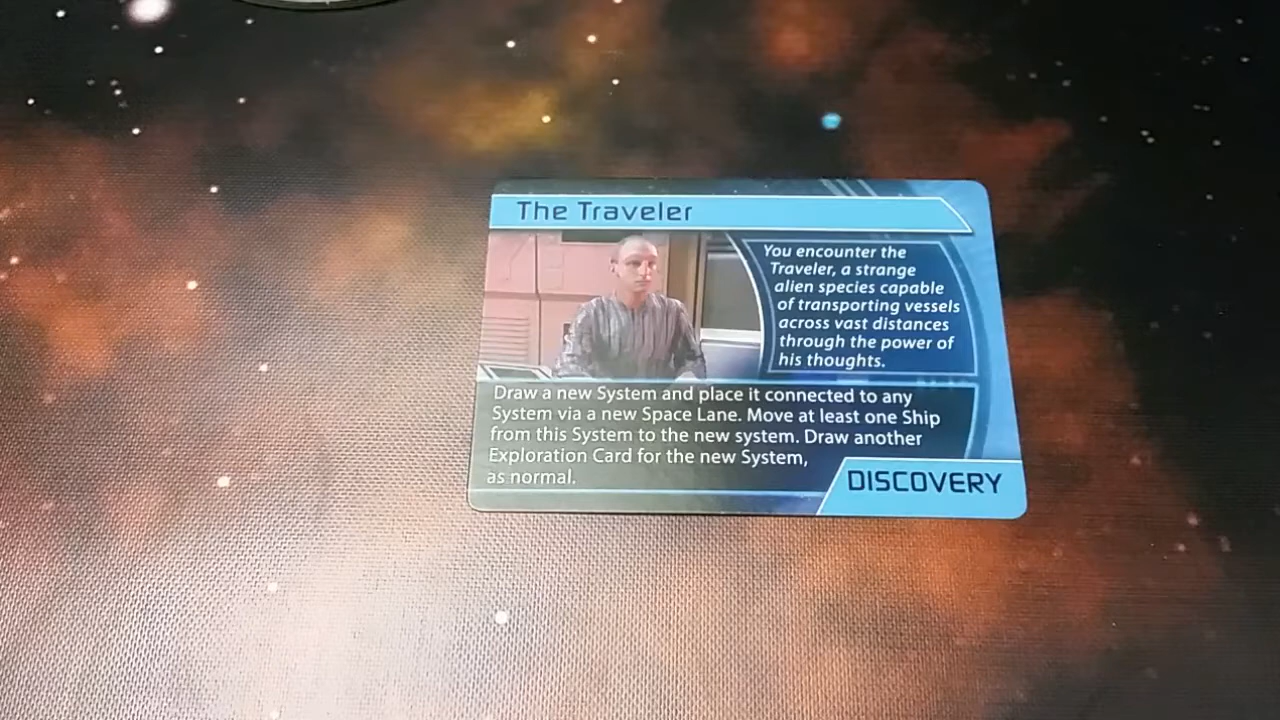 The Traveler
You encounter the
Traveler, a strange
alien species capable
of transporting vessels
across vast distances
through the power of
his thoughts.
Draw a new System and place it connected to any
System via a new Space Lane. Move at least one Ship
from this System to the new system. Draw another
Exploration Card for the new System,
as normal.
DISCOVERY